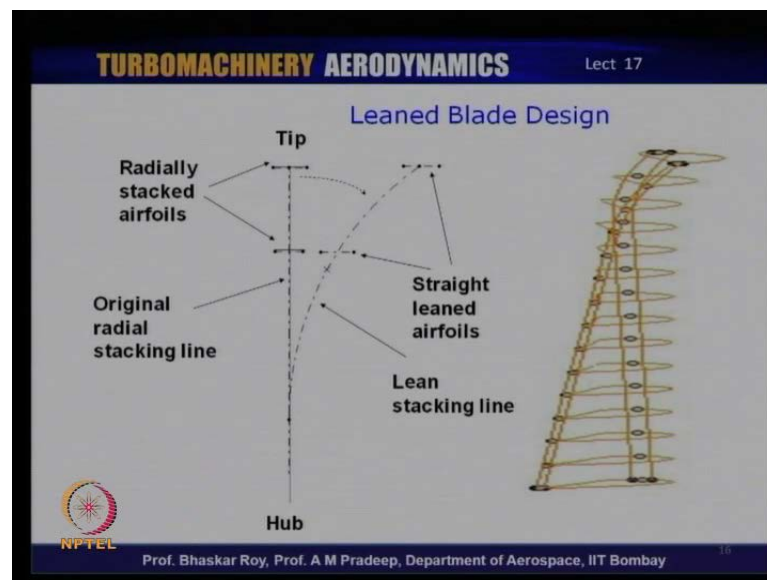 TURBOMACHINERY AERODYNAMICS
Lect 17
Leaned Blade Design
Tip
Radially
stacked
airfoils
Original
radial
stacking line
Straight
leaned
airfoils
Lean
stacking line
Hub
NPTEL
Prof. Bhaskar Roy, Prof. A M Pradeep, Department of Aerospace, IIT Bombay
16